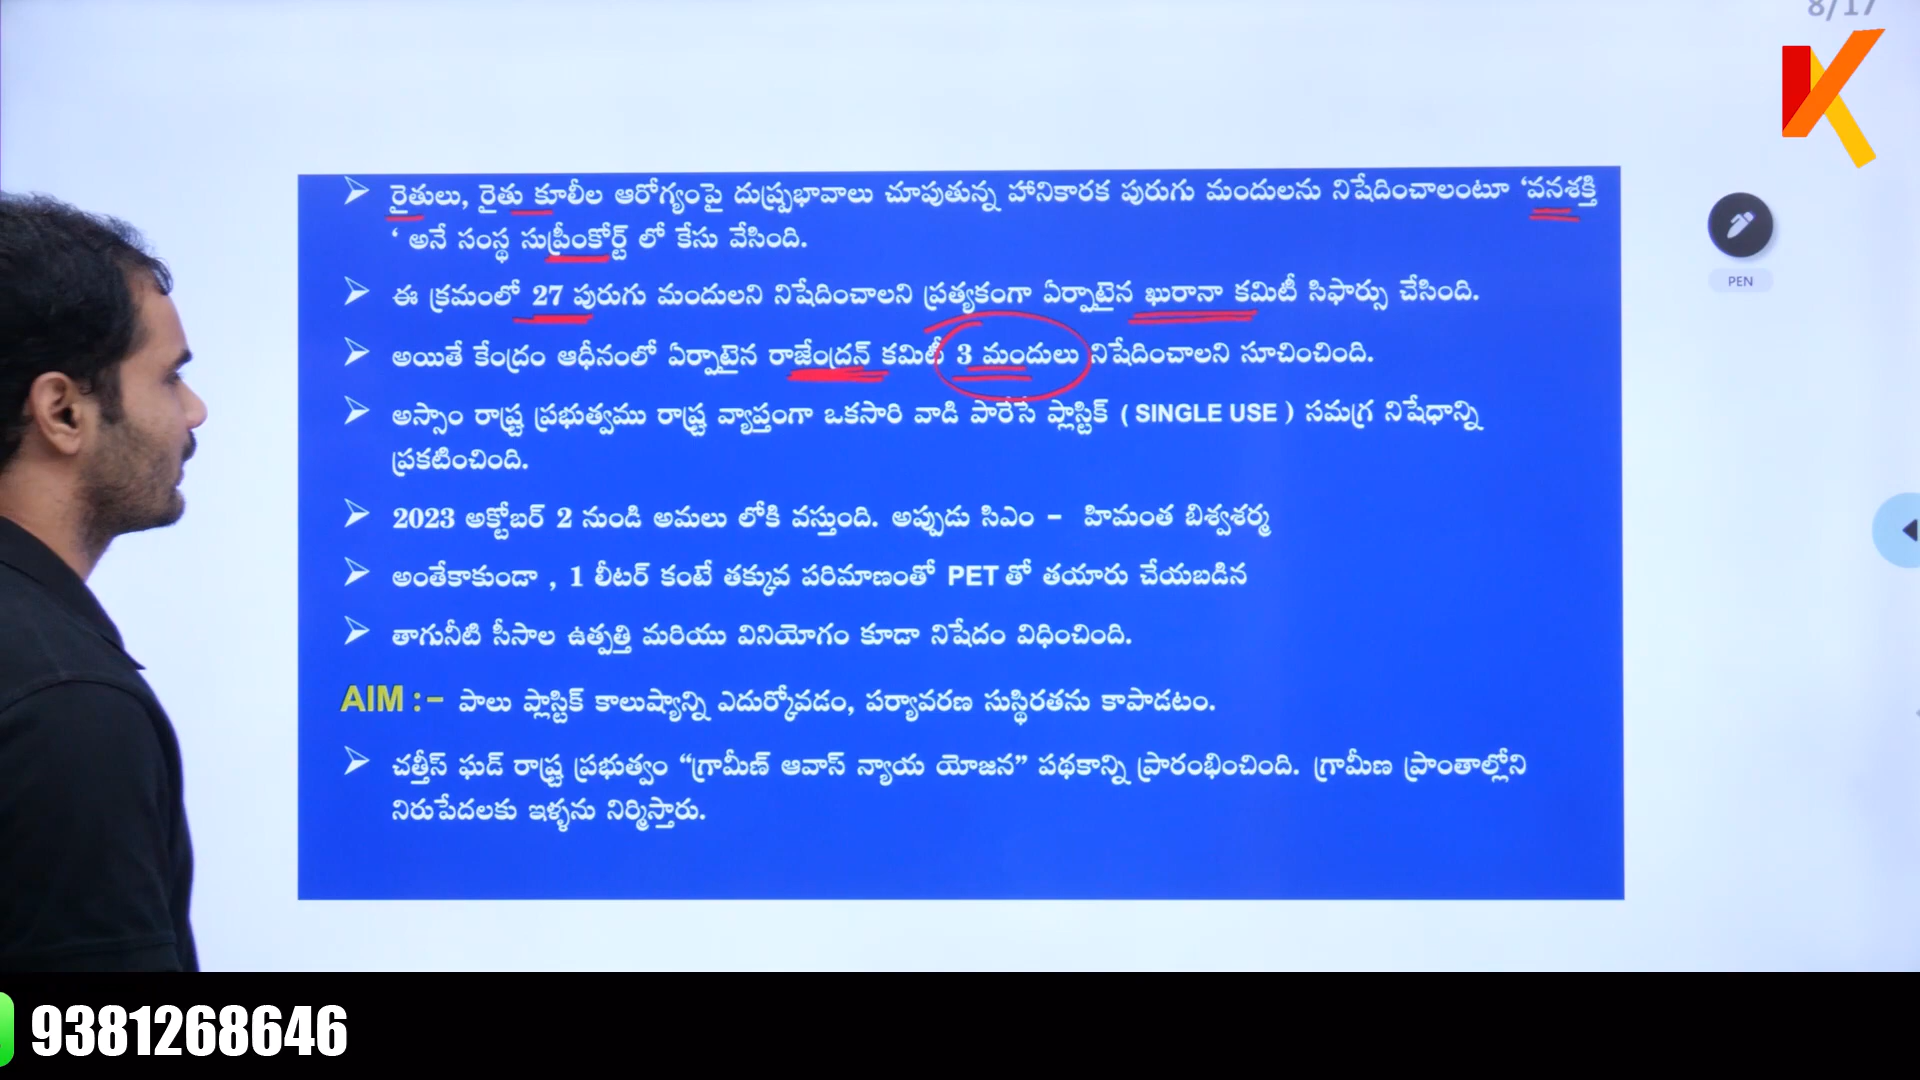 8/17
➢ రైతులు, రైతు కూలీల ఆరోగ్యంపై దుష్ప్రభావాలు చూపుతున్న హానికారక పురుగు మందులను నిషేదించాలంటూ ‘వనశక్తి
‘ అనే సంస్థ సుప్రీంకోర్ట్ లో కేసు వేసింది.
➢ ఈ క్రమంలో 27 పురుగు మందులని నిషేదించాలని ప్రత్యకంగా ఏర్పాటైన ఖురానా కమిటీ సిఫార్సు చేసింది.
➢ అయితే కేంద్రం ఆధీనంలో ఏర్పాటైన రాజేంద్రన్ కమిటీ 3 మందులు నిషేదించాలని సూచించింది.
➢ అస్సాం రాష్ట్ర ప్రభుత్వము రాష్ట్ర వ్యాప్తంగా ఒకసారి వాడి పారేసే ప్లాస్టిక్ ( SINGLE USE ) సమగ్ర నిషేధాన్ని
ప్రకటించింది.
➢ 2023 అక్టోబర్ 2 నుండి అమలు లోకి వస్తుంది. అప్పుడు సిఎం – హిమంత బిశ్వశర్మ
➢ అంతేకాకుండా , 1 లీటర్ కంటే తక్కువ పరిమాణంతో PET తో తయారు చేయబడిన
➢ తాగునీటి సీసాల ఉత్పత్తి మరియు వినియోగం కూడా నిషేదం విధించింది.
AIM :– పాలు ప్లాస్టిక్ కాలుష్యాన్ని ఎదుర్కోవడం, పర్యావరణ సుస్థిరతను కాపాడటం.
➢ చత్తీస్ ఘడ్ రాష్ట్ర ప్రభుత్వం “గ్రామీణ్ ఆవాస్ న్యాయ యోజన” పథకాన్ని ప్రారంభించింది. గ్రామీణ ప్రాంతాల్లోని
నిరుపేదలకు ఇళ్ళను నిర్మిస్తారు.
PEN
9381268646